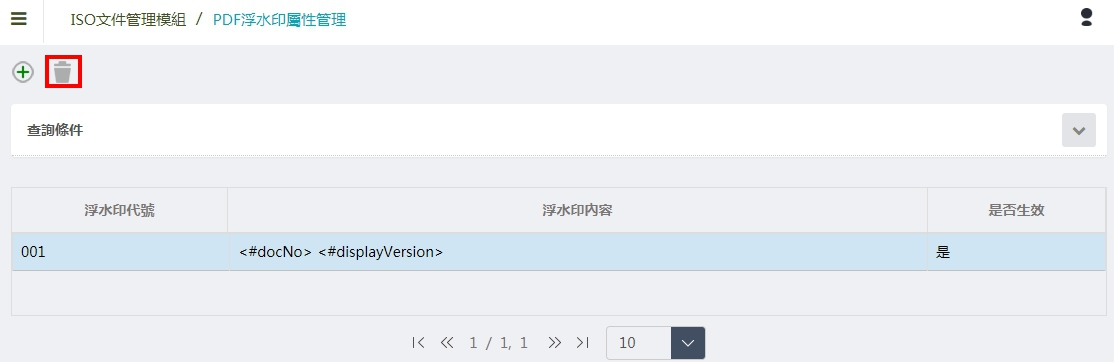 ISO文件管理模組 / PDF浮水印屬性管理
查詢條件
浮水印代號 浮水印內容 是否生效
001 <#docNo> <#displayVersion> 是
1 / 1, 1 10